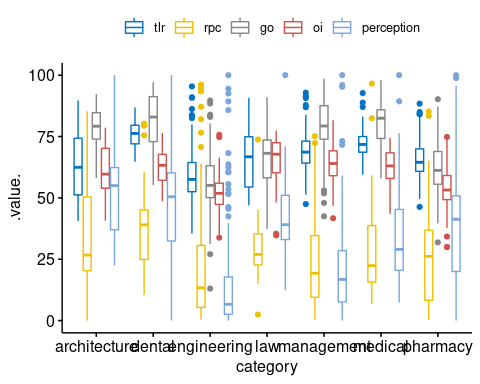 tlr rpc go oi perception
100
75
50
25
0
.value.
architecture dental engineering law management medical pharmacy
category